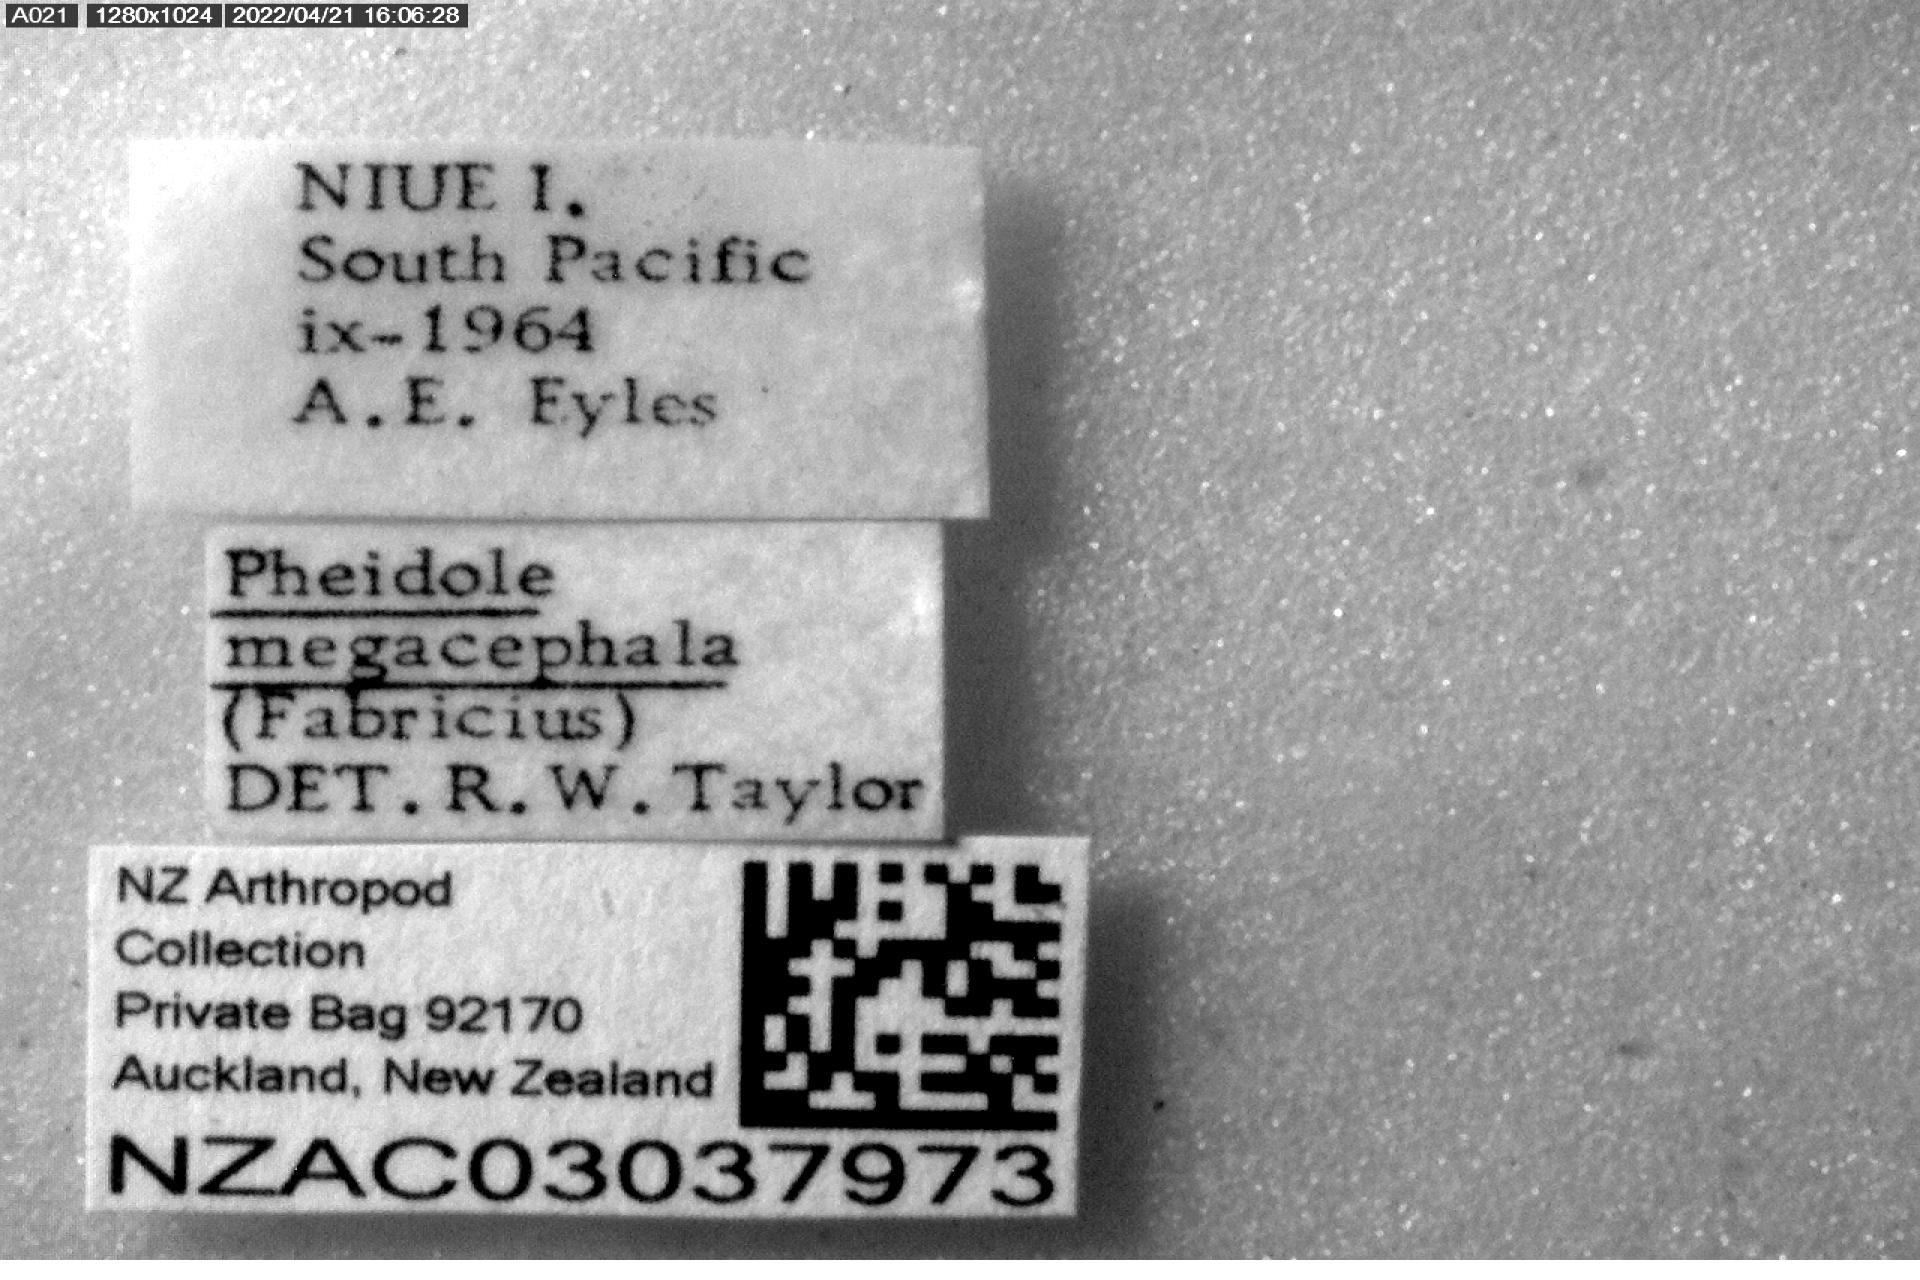 A021 1280x1024 2022/04/21 16:06:28
NIUE I.
South Pacific
ix-1964
A.E. Eyles
Pheidole
megacephala
(Fabricius)
DET. R. W. Taylor
NZ Arthropod
Collection
Private Bag 92170
Auckland, New Zealand
NZAC03037973